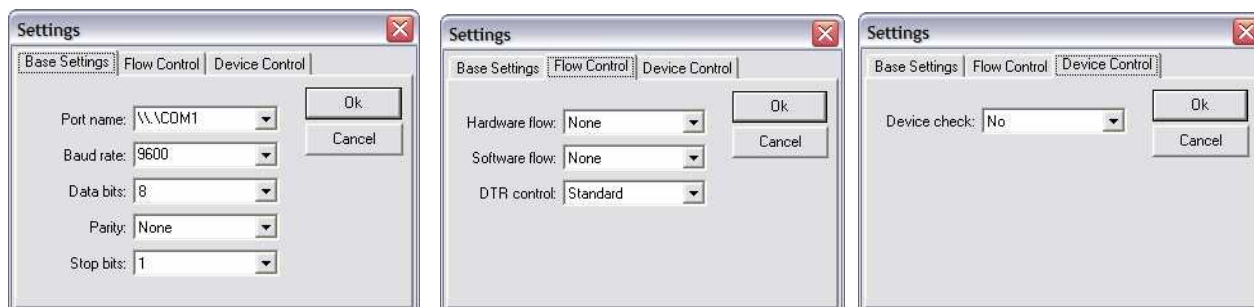 Settings
Base Settings Flow Control Device Control
Port name: \\.\COM1
Baud rate: 9600
Data bits: 8
Parity: None
Stop bits: 1
Ok
Cancel
Settings
Base Settings Flow Control Device Control
Hardware flow: None
Software flow: None
DTR control: Standard
Ok
Cancel
Settings
Base Settings Flow Control Device Control
Device check: No
Ok
Cancel